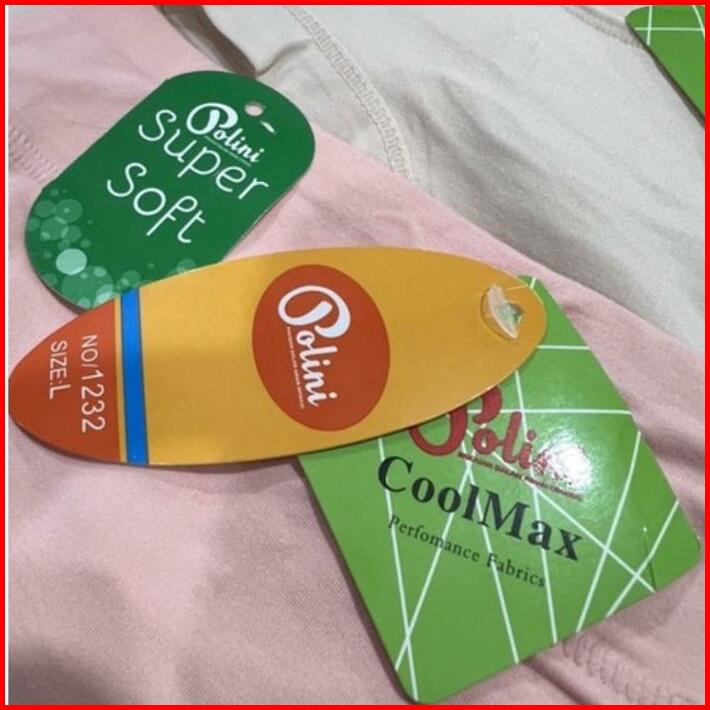 Polini
Super
Soft
Polini
NO/1232
SIZE:L
Polini
CoolMax
Perfomance Fabrics